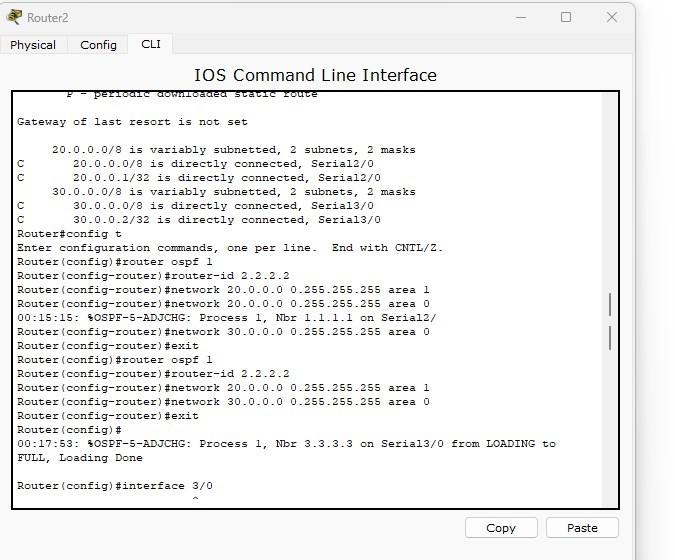 Router2
Physical Config CLI
IOS Command Line Interface
P - periodic downloaded static route
Gateway of last resort is not set
20.0.0.0/8 is variably subnetted, 2 subnets, 2 masks
C 20.0.0.0/8 is directly connected, Serial2/0
C 20.0.0.1/32 is directly connected, Serial2/0
30.0.0.0/8 is variably subnetted, 2 subnets, 2 masks
C 30.0.0.0/8 is directly connected, Serial3/0
C 30.0.0.2/32 is directly connected, Serial3/0
Router#config t
Enter configuration commands, one per line. End with CNTL/Z.
Router(config)#router ospf 1
Router(config-router)#router-id 2.2.2.2
Router(config-router)#network 20.0.0.0 0.255.255.255 area 1
Router(config-router)#network 20.0.0.0 0.255.255.255 area 0
00:15:15: %OSPF-5-ADJCHG: Process 1, Nbr 1.1.1.1 on Serial2/
Router(config-router)#network 30.0.0.0 0.255.255.255 area 0
Router(config-router)#exit
Router(config)#router ospf 1
Router(config-router)#router-id 2.2.2.2
Router(config-router)#network 20.0.0.0 0.255.255.255 area 1
Router(config-router)#network 30.0.0.0 0.255.255.255 area 0
Router(config-router)#exit
Router(config)#
00:17:53: %OSPF-5-ADJCHG: Process 1, Nbr 3.3.3.3 on Serial3/0 from LOADING to
FULL, Loading Done
Router(config)#interface 3/0
^
Copy Paste